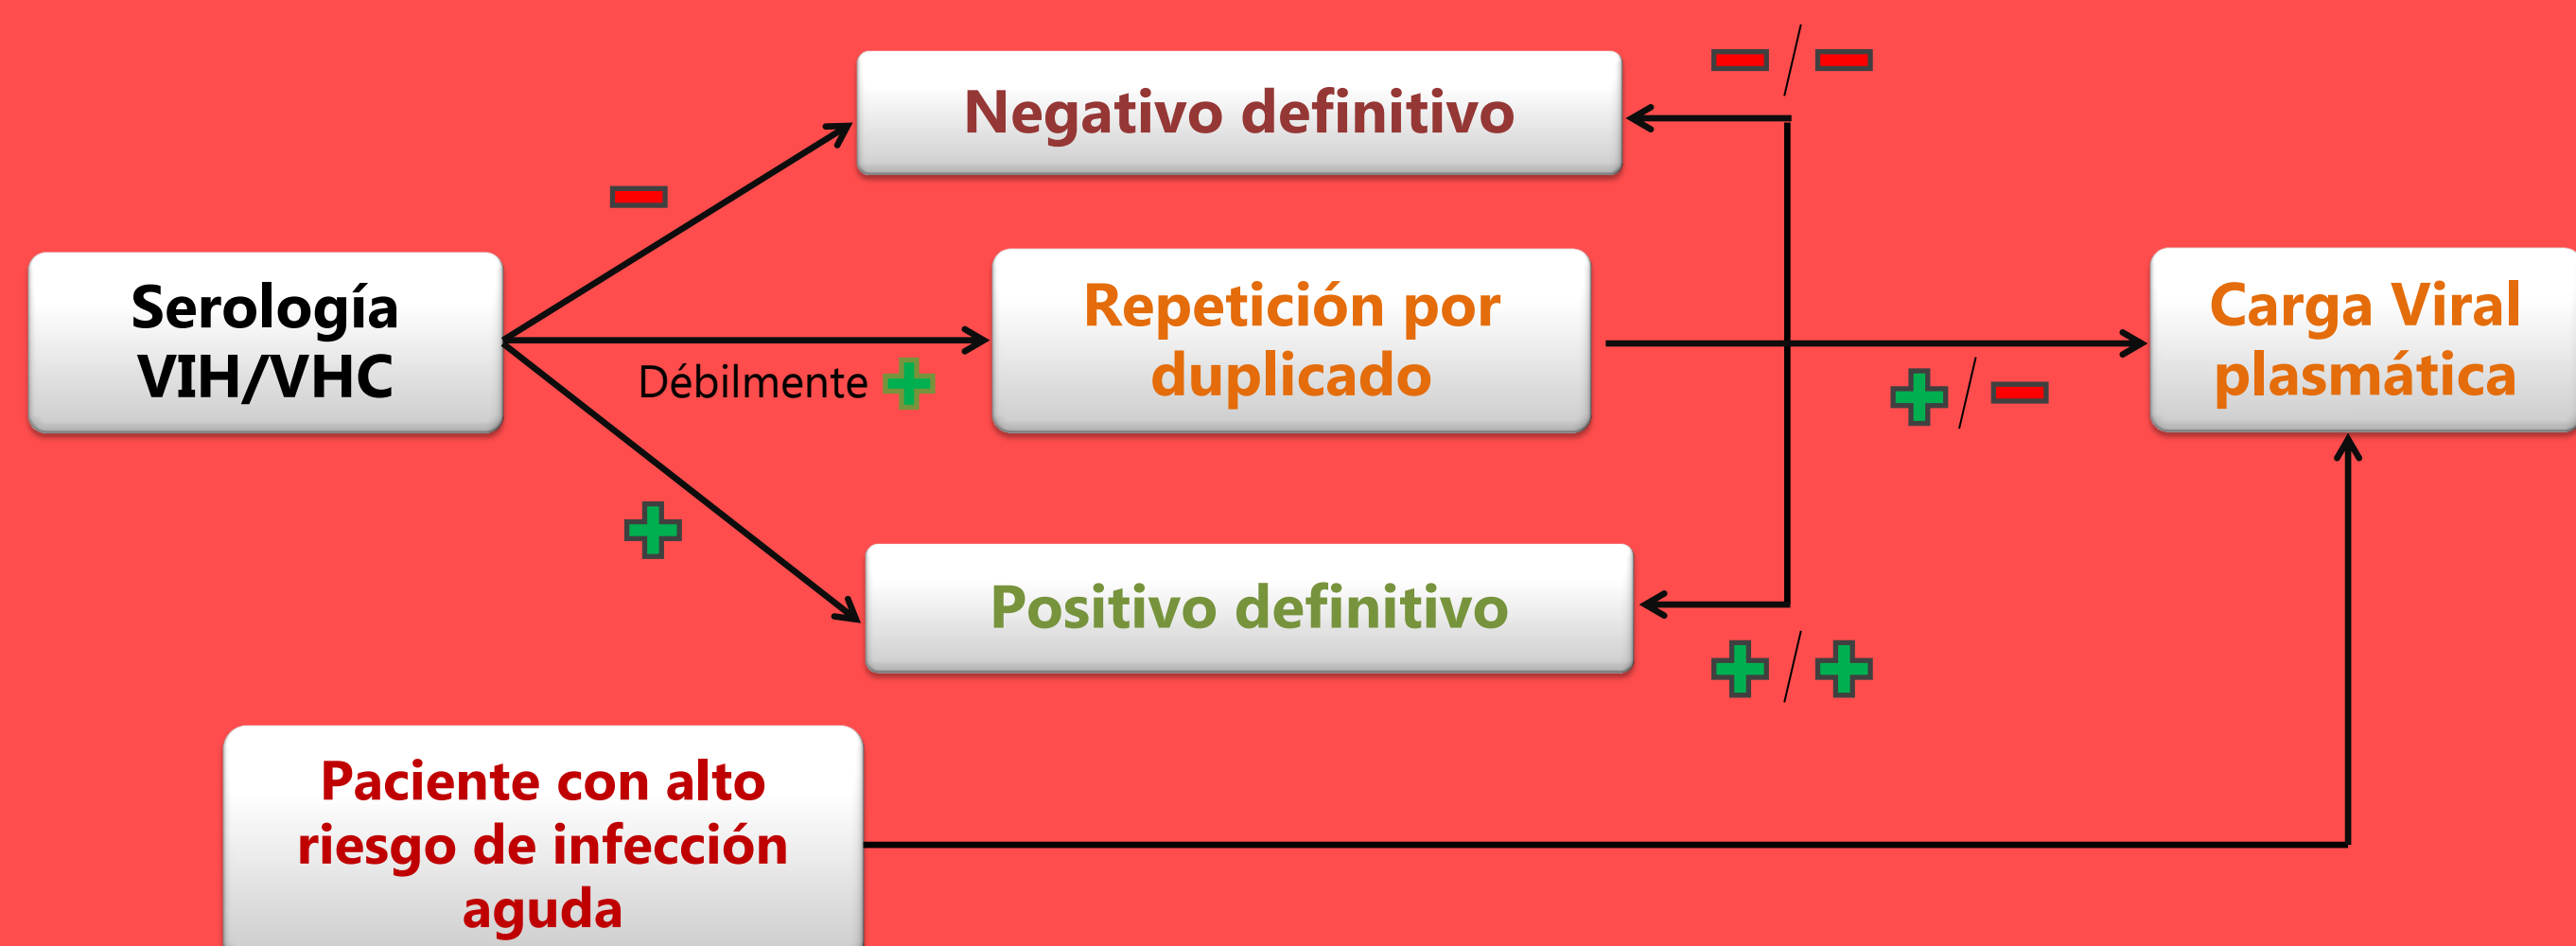 Negativo definitivo
Serología
VIH/VHC
Débilmente
Repetición por
duplicado
/
/
Carga Viral
plasmática
Positivo definitivo
/
Paciente con alto
riesgo de infección
aguda